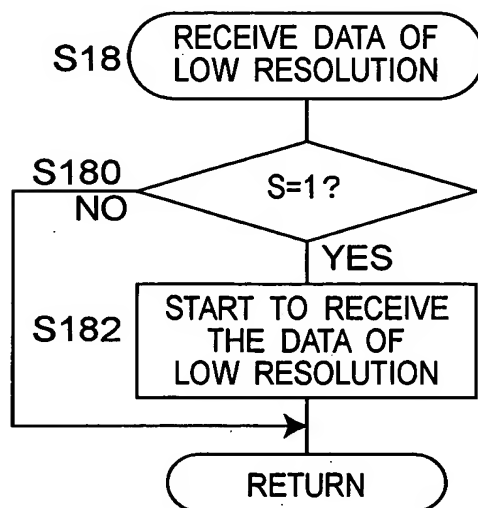 S18
RECEIVE DATA OF
LOW RESOLUTION
S180
NO
S=1?
YES
S182
START TO RECEIVE
THE DATA OF
LOW RESOLUTION
RETURN